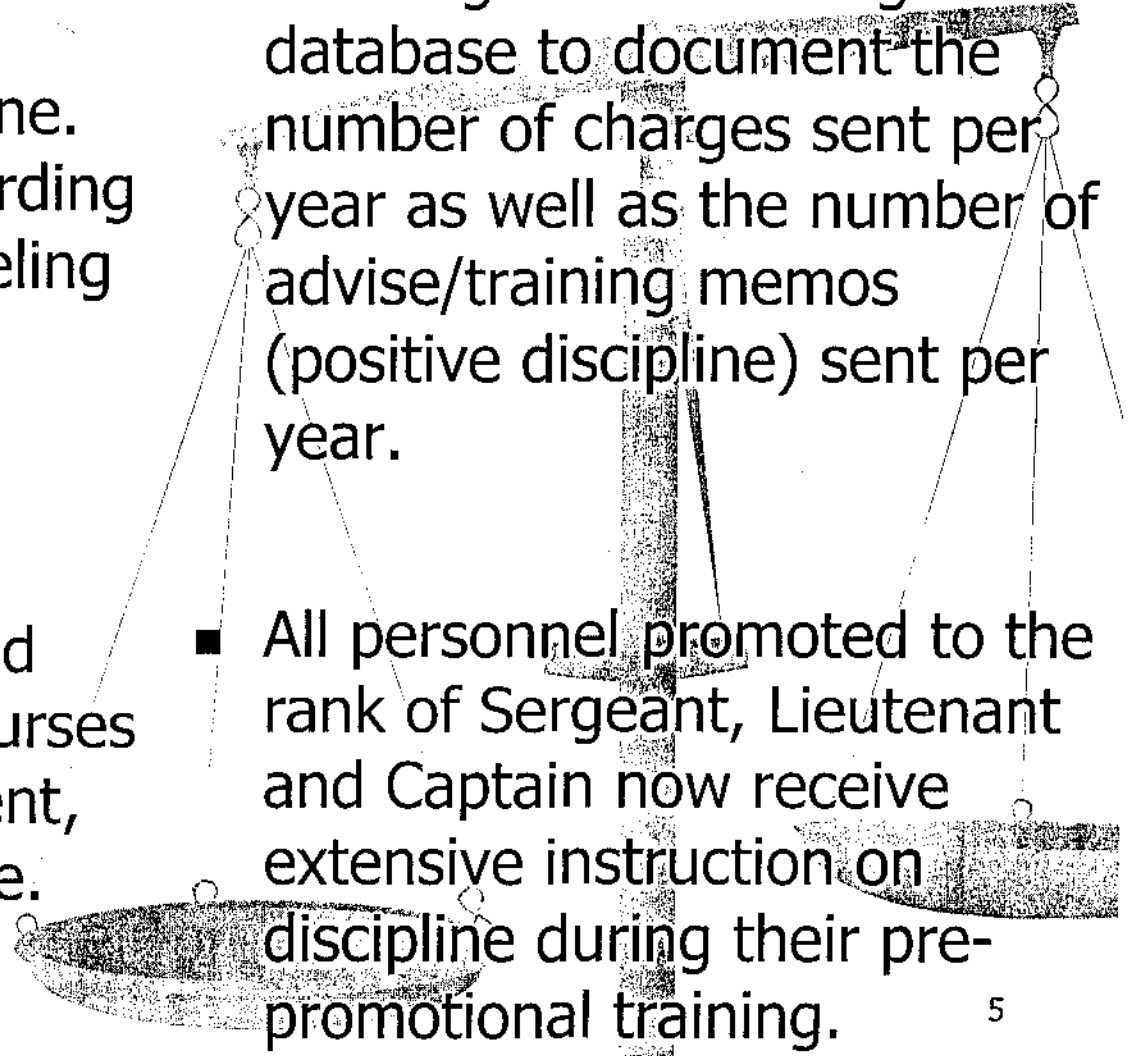 ne.
rding
eling
d
urses
ent,
e.
database to document the
number of charges sent per
year as well as the number of
advise/training memos
(positive discipline) sent per
year.
■ All personnel promoted to the
rank of Sergeant, Lieutenant
and Captain now receive
extensive instruction on
discipline during their pre-
promotional training.
5